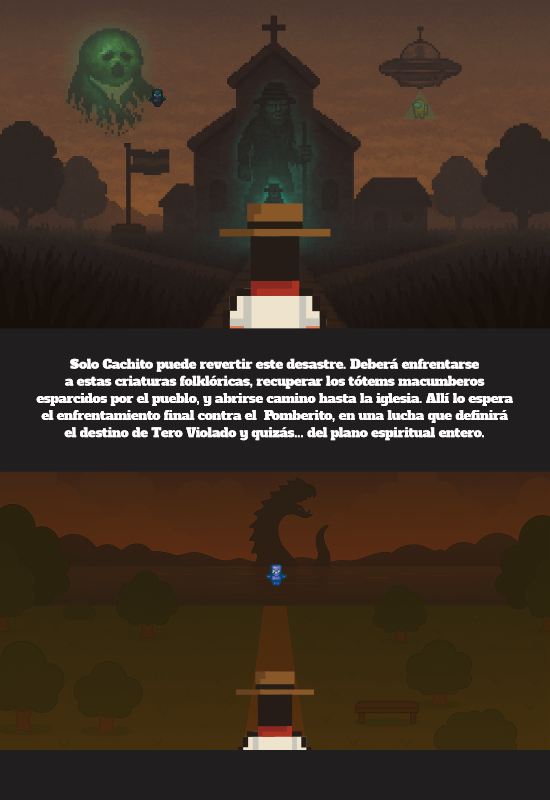 Solo Cachito puede revertir este desastre. Deberá enfrentarse
a estas criaturas folklóricas, recuperar los tótems macumberos
esparcidos por el pueblo, y abrirse camino hasta la iglesia. Allí lo espera
el enfrentamiento final contra el  Pomberito, en una lucha que definirá
el destino de Tero Violado y quizás... del plano espiritual entero.